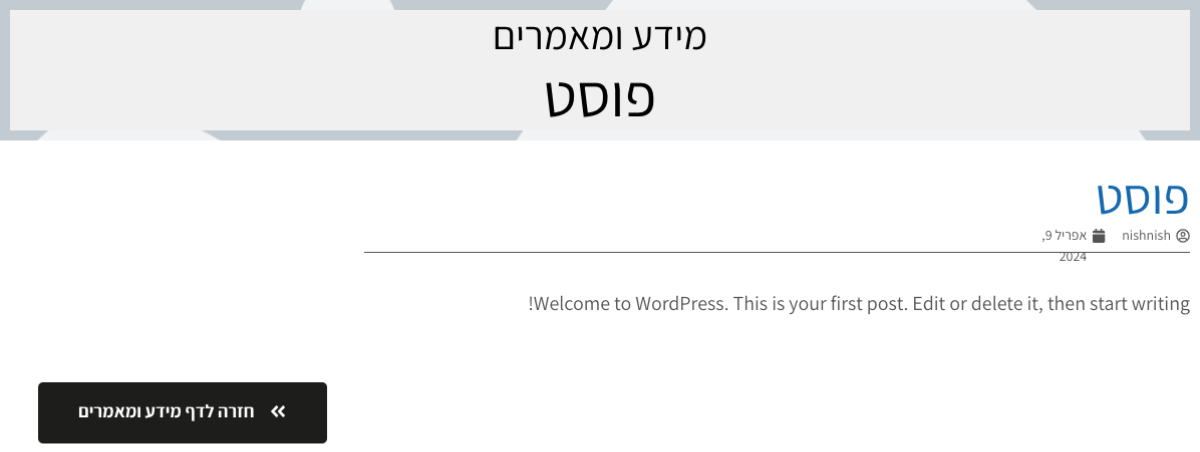 מידע ומאמרים
פוסט
פוסט
nishnish אפריל 9,
2024
Welcome to WordPress. This is your first post. Edit or delete it, then start writing!
חזרה לדף מידע ומאמרים